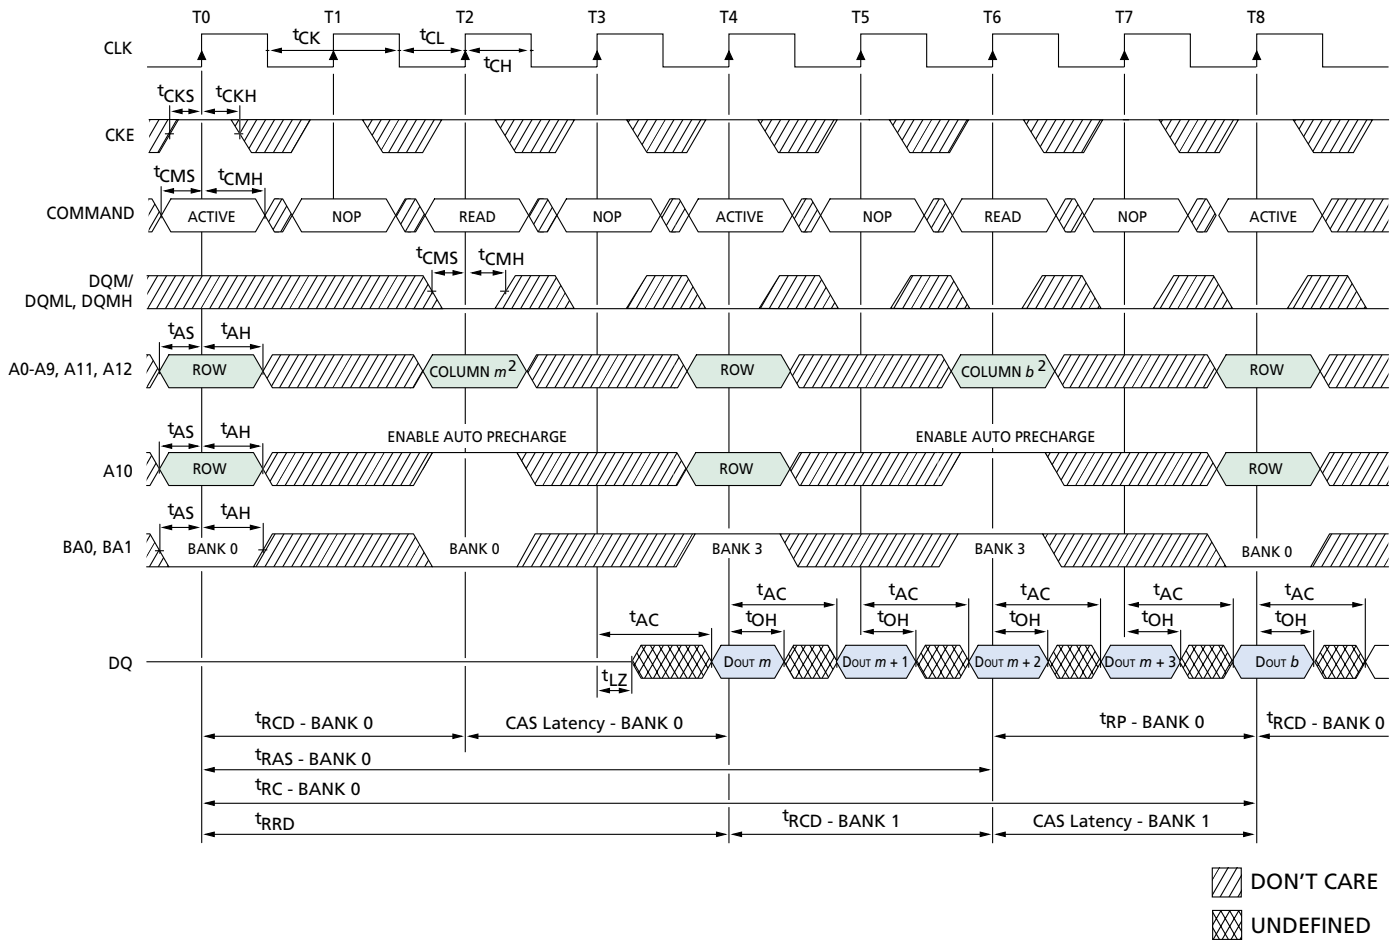 T0 T1 T2 T3 T4 T5 T6 T7 T8
CLK
tCK tCL
tCH
tCKS tCKH
CKE
tCMS tCMH
COMMAND ACTIVE NOP READ NOP ACTIVE NOP READ NOP ACTIVE
tCMS tCMH
DQM/
DQML, DQMH
tAS tAH
A0-A9, A11, A12 ROW COLUMN m2 ROW COLUMN b 2 ROW
tAS tAH ENABLE AUTO PRECHARGE ENABLE AUTO PRECHARGE
A10 ROW ROW ROW
tAS tAH
BA0, BA1 BANK 0 BANK 0 BANK 3 BANK 3 BANK 0
tAC tAC tAC tAC tAC
tAC tOH tOH tOH tOH tOH
DQ DOUT m DOUT m + 1 DOUT m + 2 DOUT m + 3 DOUT b
tLZ
tRCD - BANK 0 CAS Latency - BANK 0 tRP - BANK 0 tRCD - BANK 0
tRAS - BANK 0
tRC - BANK 0
tRRD tRCD - BANK 1 CAS Latency - BANK 1
DON'T CARE
UNDEFINED